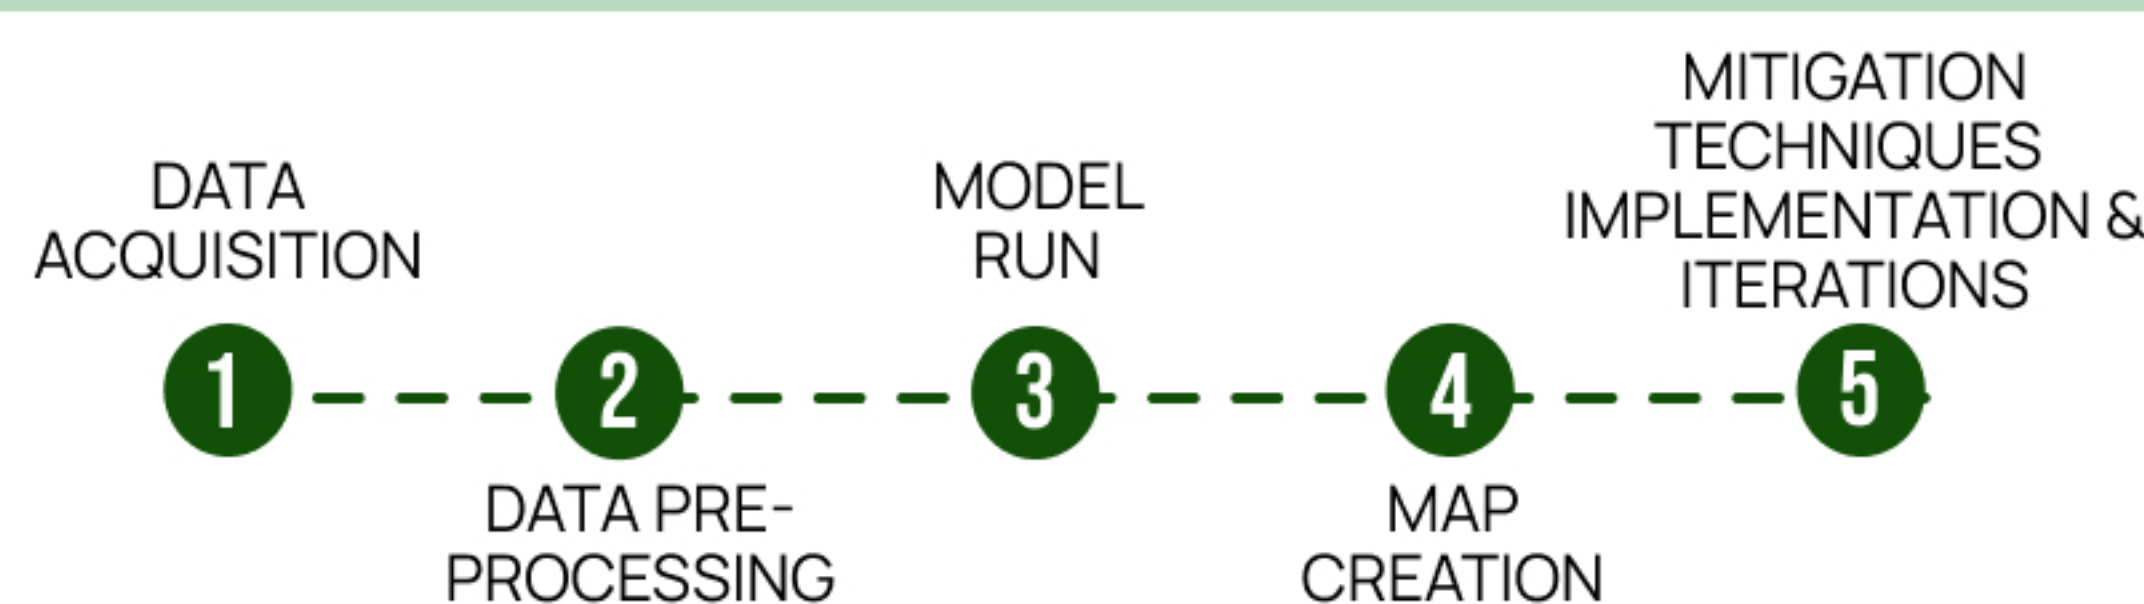 DATA
ACQUISITION
1
2
DATA PRE-
PROCESSING
MODEL
RUN
3
4
MAP
CREATION
MITIGATION
TECHNIQUES
IMPLEMENTATION &
ITERATIONS
5